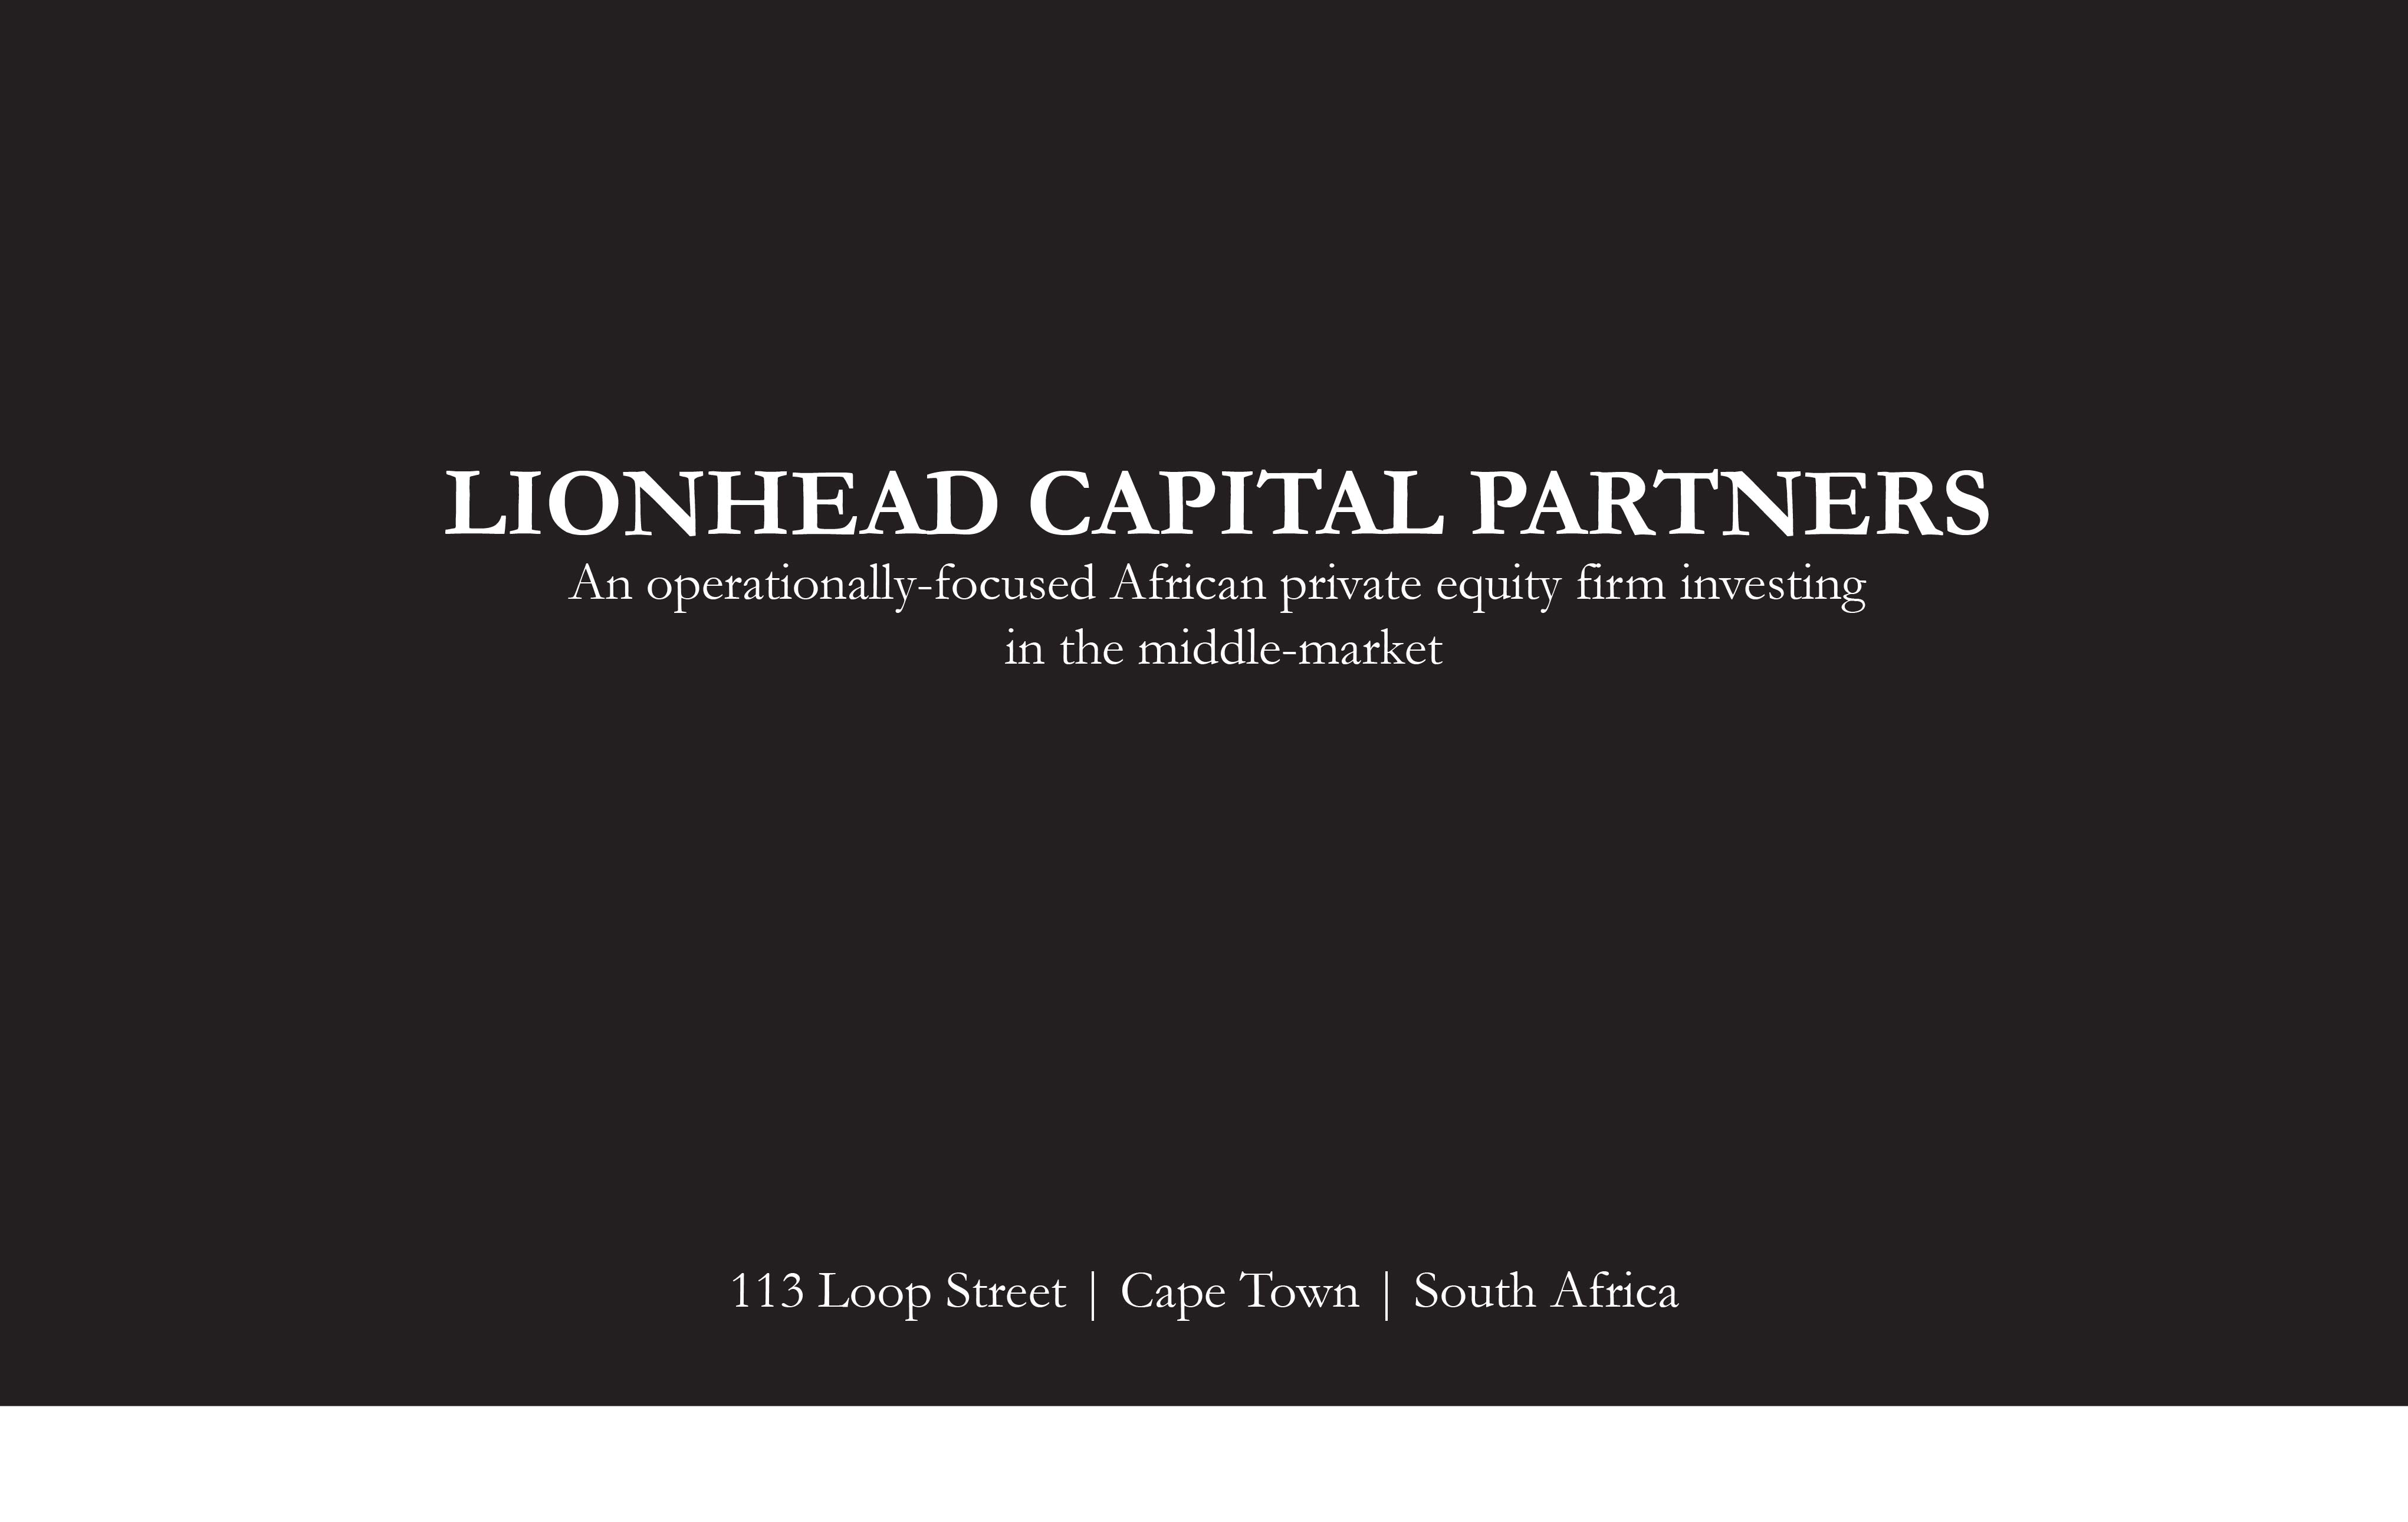 LIONHEAD CAPITAL PARTNERS
An operationally-focused African private equity firm investing
in the middle-market
113 Loop Street | Cape Town | South Africa